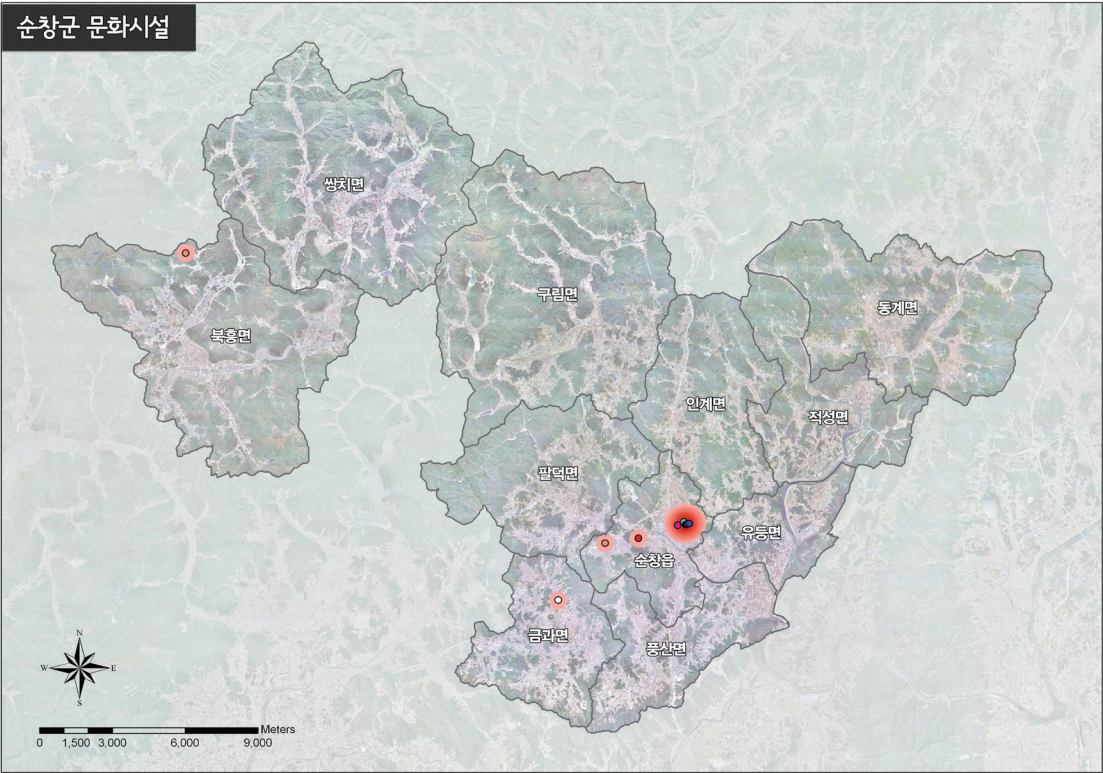 순창군 문화시설
쌍치면
구림면
동계면
북흥면
인계면
적성면
팔덕면
유등면
순창읍
금과면
풍산면
N
W E
S
Meters
0 1,500 3,000 6,000 9,000